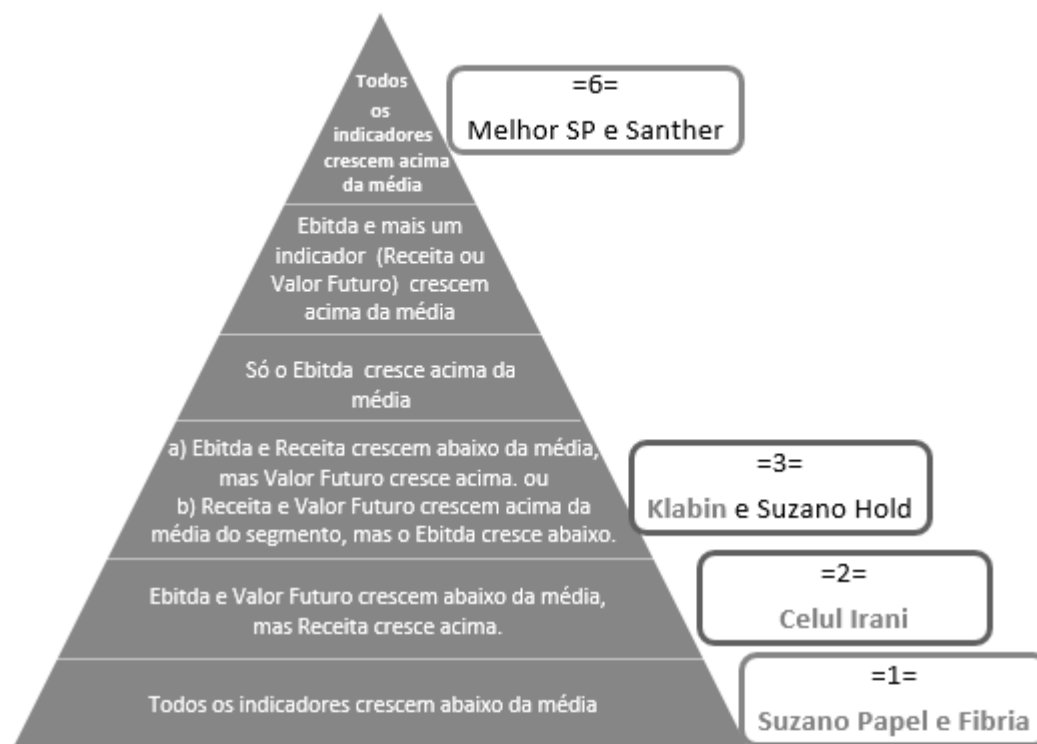 Todos
os
indicadores
crescem acima
da média
=6=
Melhor SP e Santher
Ebitda e mais um
indicador (Receita ou
Valor Futuro) crescem
acima da média
Só o Ebitda cresce acima da
média
a) Ebitda e Receita crescem abaixo da média,
mas Valor Futuro cresce acima. ou
b) Receita e Valor Futuro crescem acima da
média do segmento, mas o Ebitda cresce abaixo.
=3=
Klabin e Suzano Hold
Ebitda e Valor Futuro crescem abaixo da média,
mas Receita cresce acima.
=2=
Celul Irani
Todos os indicadores crescem abaixo da média
=1=
Suzano Papel e Fibria